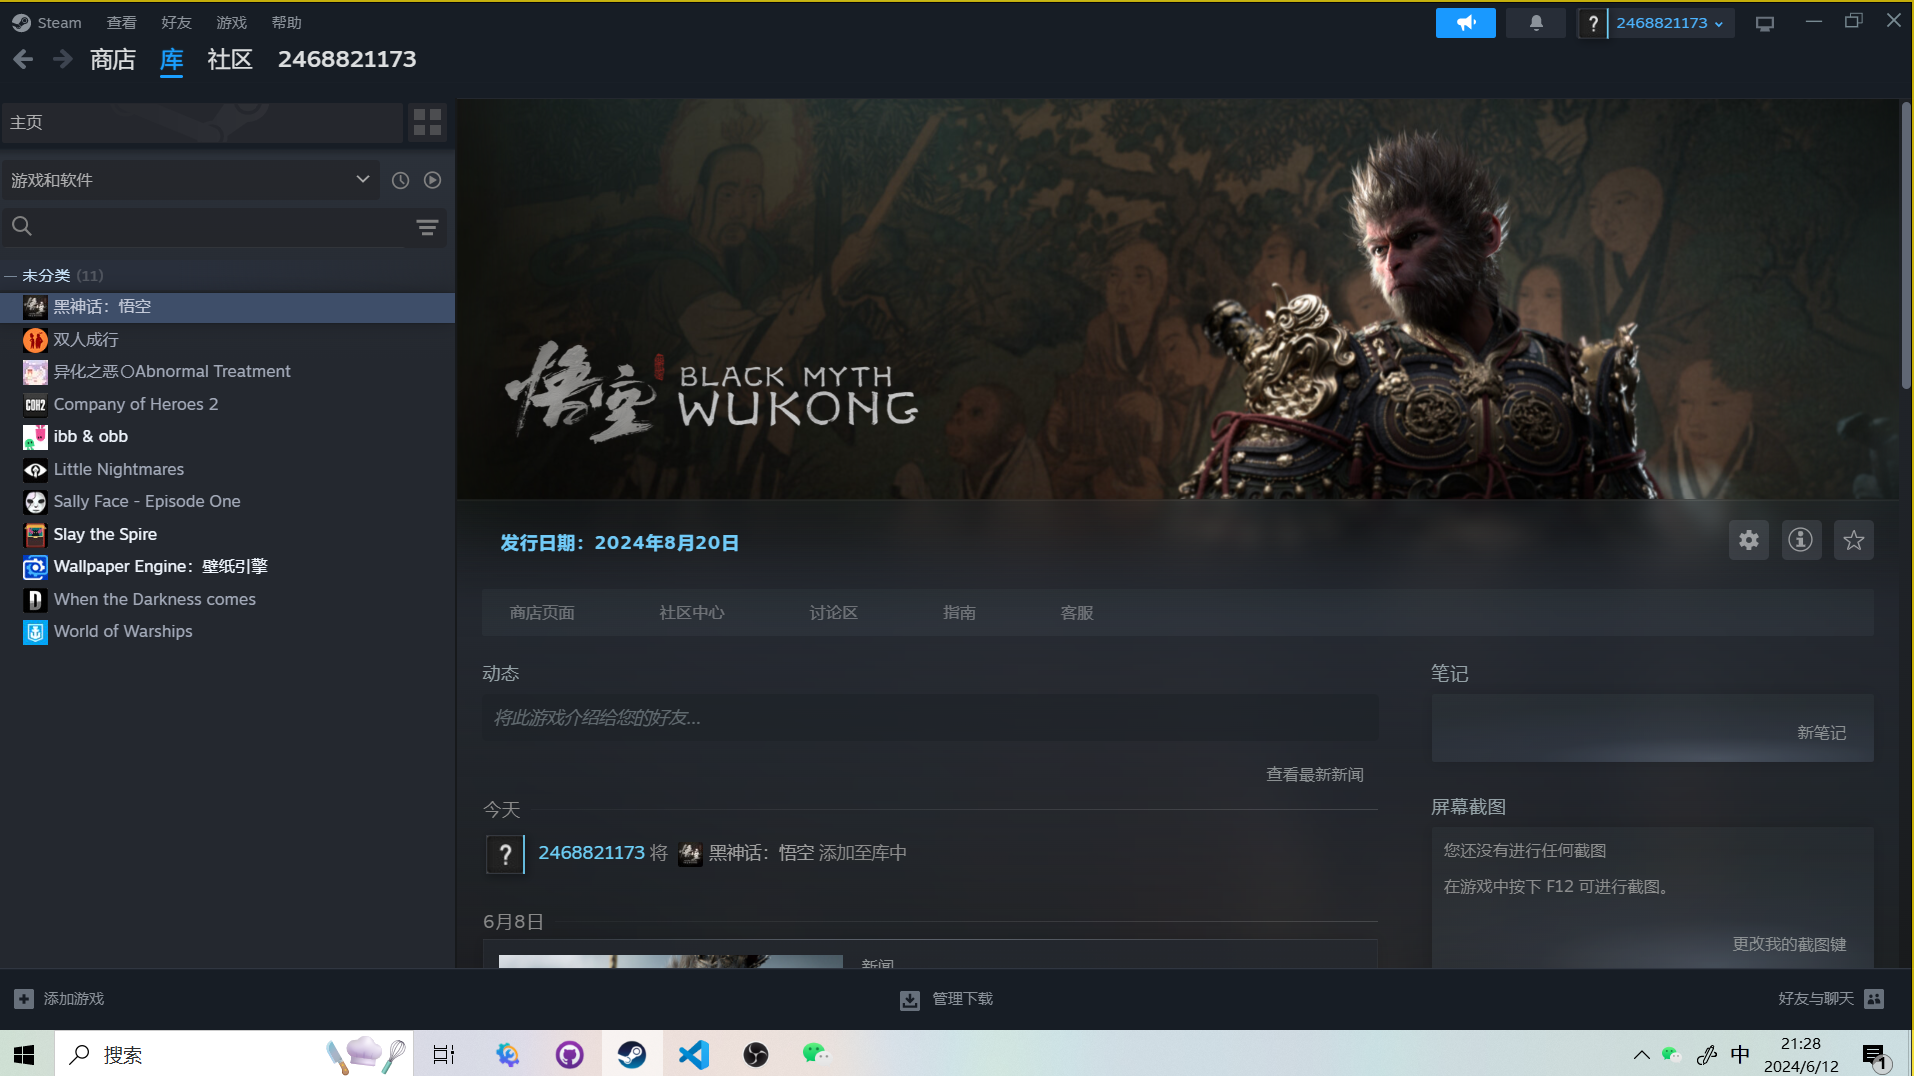 Steam 查看 好友 游戏 帮助
? 2468821173
商店 库 社区 2468821173
主页
游戏和软件
未分类 (11)
黑神话：悟空
双人成行
异化之恶〇Abnormal Treatment
COH2 Company of Heroes 2
ibb & obb
Little Nightmares
Sally Face - Episode One
Slay the Spire
Wallpaper Engine：壁纸引擎
D When the Darkness comes
World of Warships
悟空 BLACK MYTH
WUKONG
发行日期：2024年8月20日
商店页面 社区中心 讨论区 指南 客服
动态
将此游戏介绍给您的好友...
查看最新新闻
今天
? 2468821173 将 黑神话：悟空 添加至库中
6月8日
新闻
笔记
新笔记
屏幕截图
您还没有进行任何截图
在游戏中按下 F12 可进行截图。
更改我的截图键
添加游戏
管理下载
好友与聊天
搜索
中
21:28
2024/6/12
1